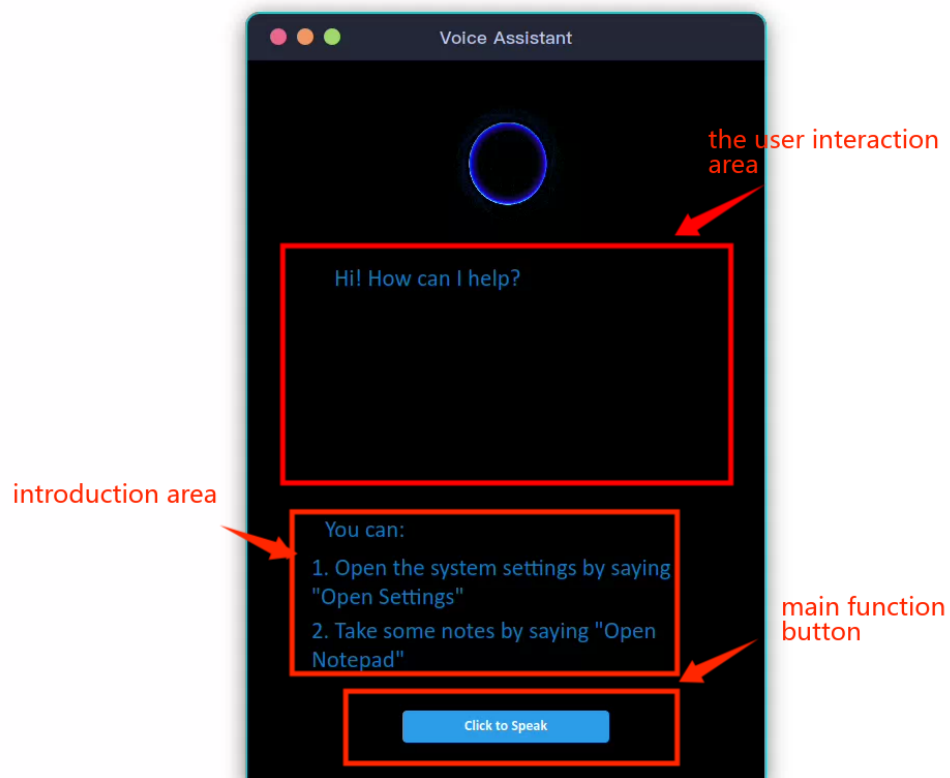 Voice Assistant
the user interaction
area
Hi! How can I help?
introduction area
You can:
1. Open the system settings by saying
"Open Settings"
2. Take some notes by saying "Open
Notepad"
main function
button
Click to Speak